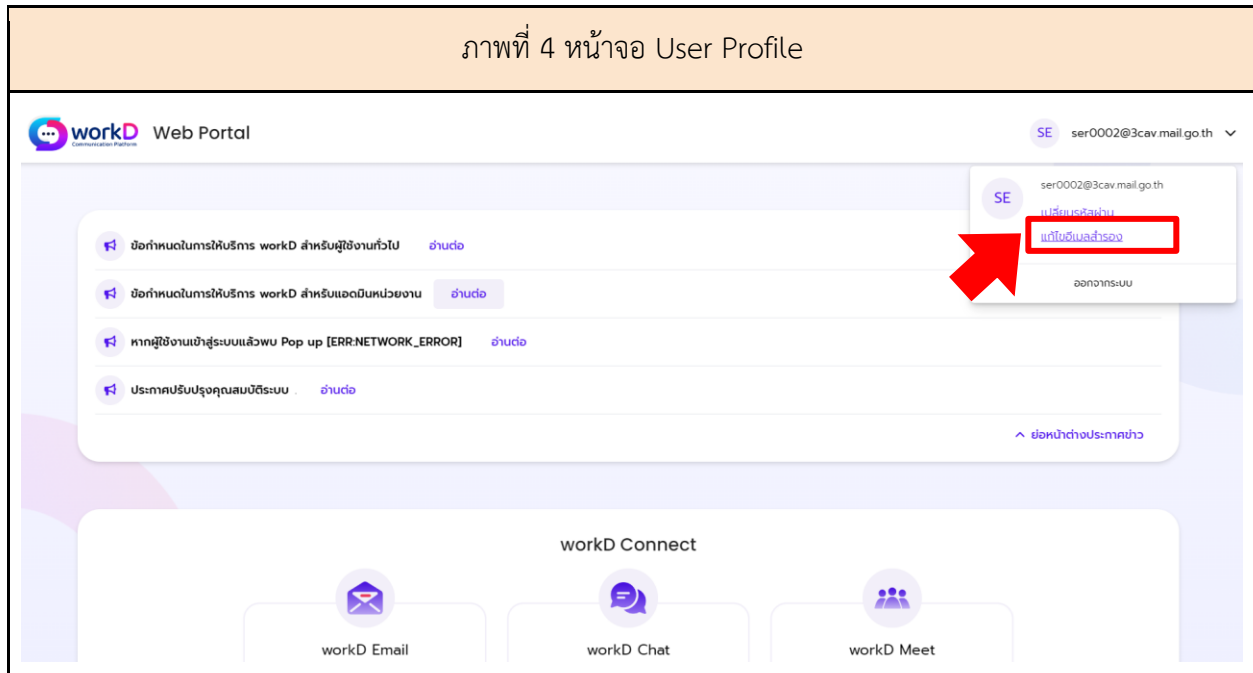 ภาพที่ 4 หน้าจอ User Profile
workD Web Portal
Communication Platform
SE ser0002@3cav.mail.go.th
SE ser0002@3cav.mail.go.th
เปลี่ยนรหัสผ่าน
แก้ไขอีเมลสำรอง
ออกจากระบบ
ข้อกำหนดในการให้บริการ workD สำหรับผู้ใช้งานทั่วไป อ่านต่อ
ข้อกำหนดในการให้บริการ workD สำหรับแอดมินหน่วยงาน อ่านต่อ
หากผู้ใช้งานเข้าสู่ระบบแล้วพบ Pop up [ERR:NETWORK_ERROR] อ่านต่อ
ประกาศปรับปรุงคุณสมบัติระบบ . อ่านต่อ
ย่อหน้าต่างประกาศข่าว
workD Connect
workD Email workD Chat workD Meet